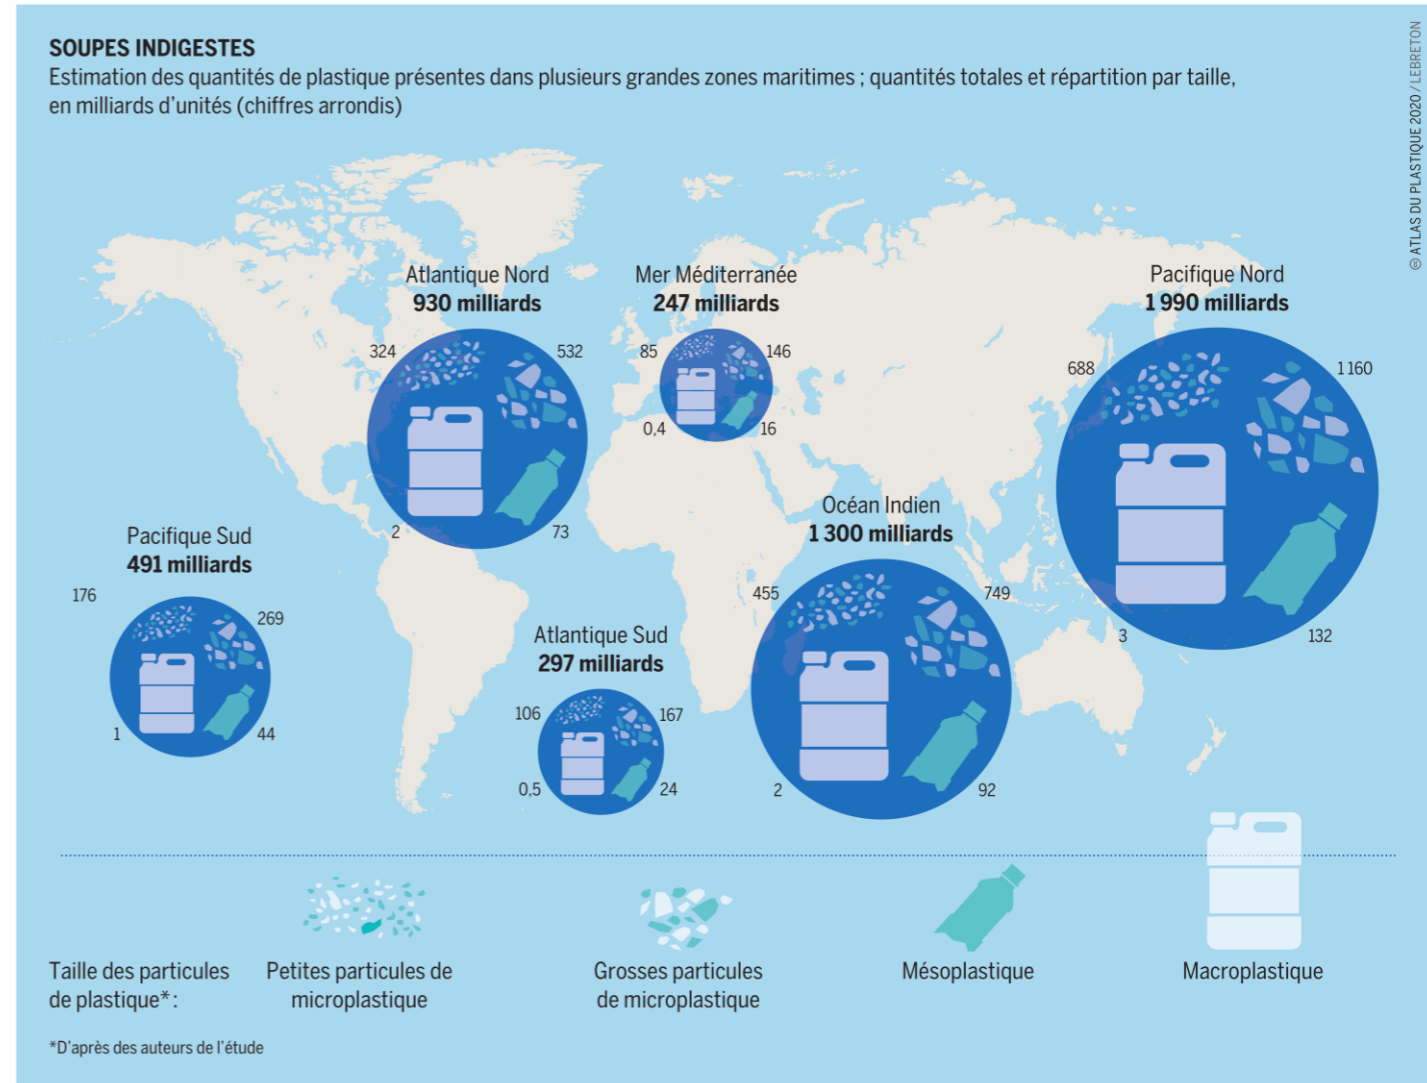 SOUPES INDIGESTES
Estimation des quantités de plastique présentes dans plusieurs grandes zones maritimes ; quantités totales et répartition par taille,
en milliards d'unités (chiffres arrondis)
© ATLAS DU PLASTIQUE 2020 / LEBRETON
Atlantique Nord
930 milliards
324
532
2
73
Mer Méditerranée
247 milliards
85
146
0,4
16
Pacifique Nord
1 990 milliards
688
1 160
3
132
Pacifique Sud
491 milliards
176
269
1
44
Atlantique Sud
297 milliards
106
167
0,5
24
Océan Indien
1 300 milliards
455
749
2
92
Taille des particules
de plastique* :
Petites particules de
microplastique
Grosses particules
de microplastique
Mésoplastique
Macroplastique
*D'après des auteurs de l'étude